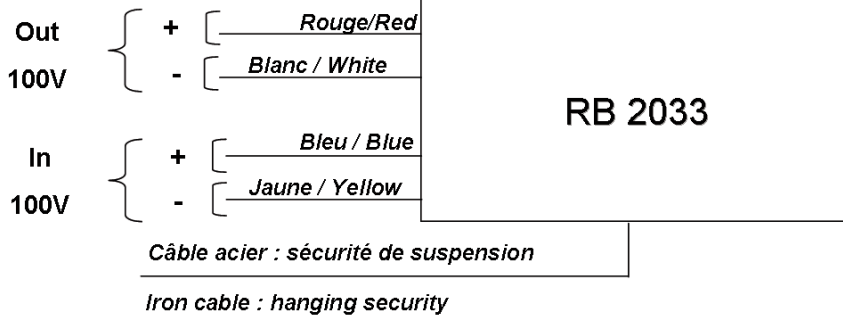 Out
100V
+
Rouge/Red
-
Blanc / White
RB 2033
In
100V
+
Bleu / Blue
-
Jaune / Yellow
Câble acier : sécurité de suspension
Iron cable : hanging security